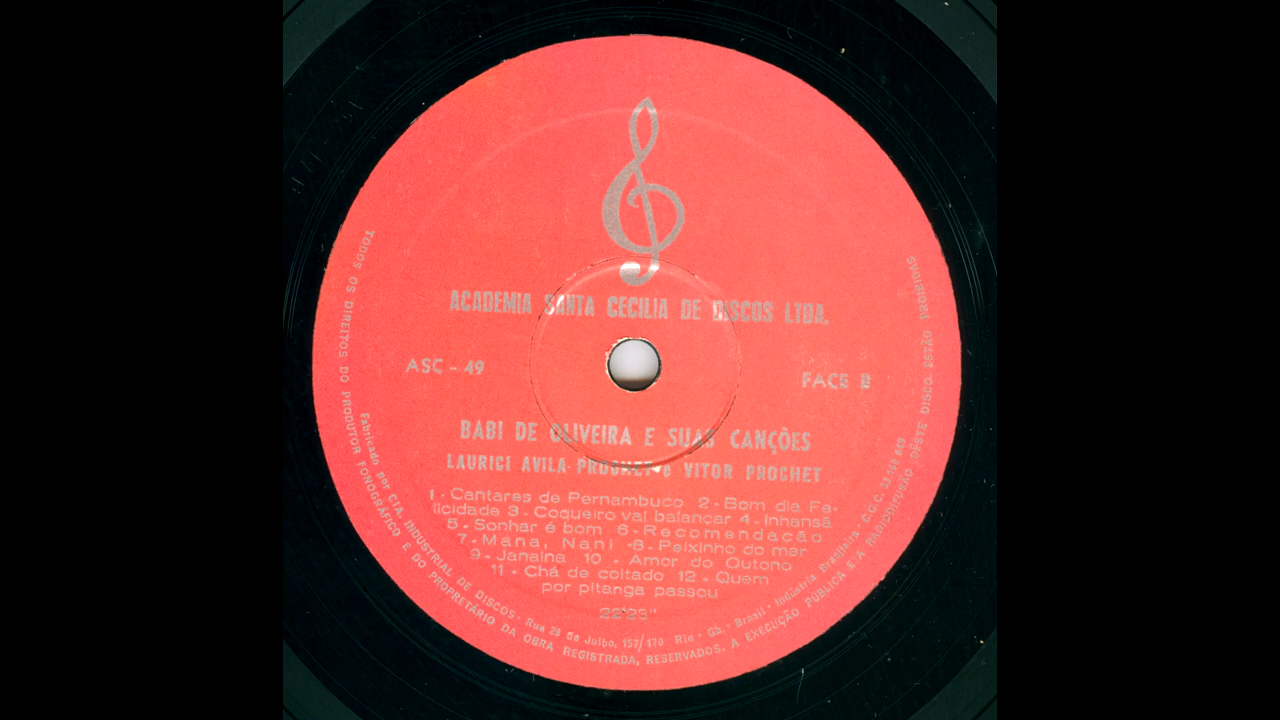 ACADEMIA SANTA CECILIA DE DISCOS LTDA.
ASC - 49
FACE B
BABI DE OLIVEIRA E SUAS CANÇÕES
LAURICI AVILA PROCHET e VITOR PROCHET
1 - Cantares de Pernambuco 2 - Bom dia Fe-
licidade 3 - Coqueiro vai balançar 4 - Inhansã
5 - Sonhar é bom 6 - Recomendação
7 - Mana, Nani - 8 - Peixinho do mar
9 - Janaína 10 - Amor do Outono
11 - Chá de coitado 12 - Quem
por pitanga passou
Fabricado por CIA. INDUSTRIAL DE DISCOS - Rua 28 de Julho, 157/170 Rio - Gb. - Brasil - Indústria Brasileira - C.G.C.
TODOS OS DIREITOS DO PRODUTOR FONOGRÁFICO E DO PROPRIETÁRIO DA OBRA REGISTRADA, RESERVADOS. A EXECUÇÃO PÚBLICA E A RADIODIFUSÃO DESTE DISCO ESTÃO PROIBIDAS